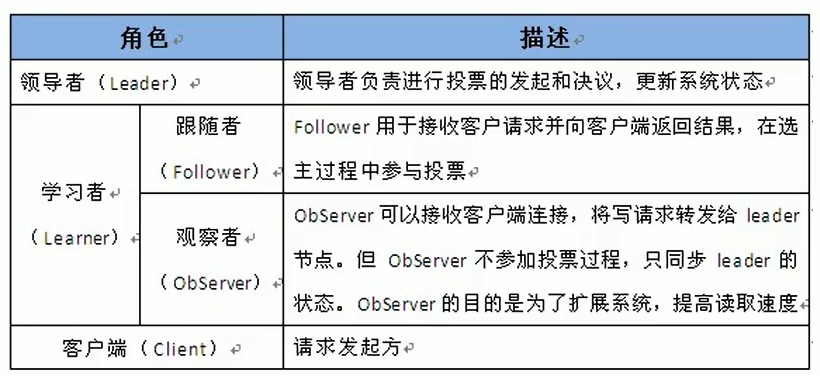 角色 描述
领导者（Leader） 领导者负责进行投票的发起和决议，更新系统状态
学习者
（Learner）
跟随者
（Follower）
Follower 用于接收客户请求并向客户端返回结果，在选
主过程中参与投票
观察者
（ObServer）
ObServer 可以接收客户端连接，将写请求转发给 leader
节点。但 ObServer 不参加投票过程，只同步 leader 的
状态。ObServer 的目的是为了扩展系统，提高读取速度
客户端（Client） 请求发起方